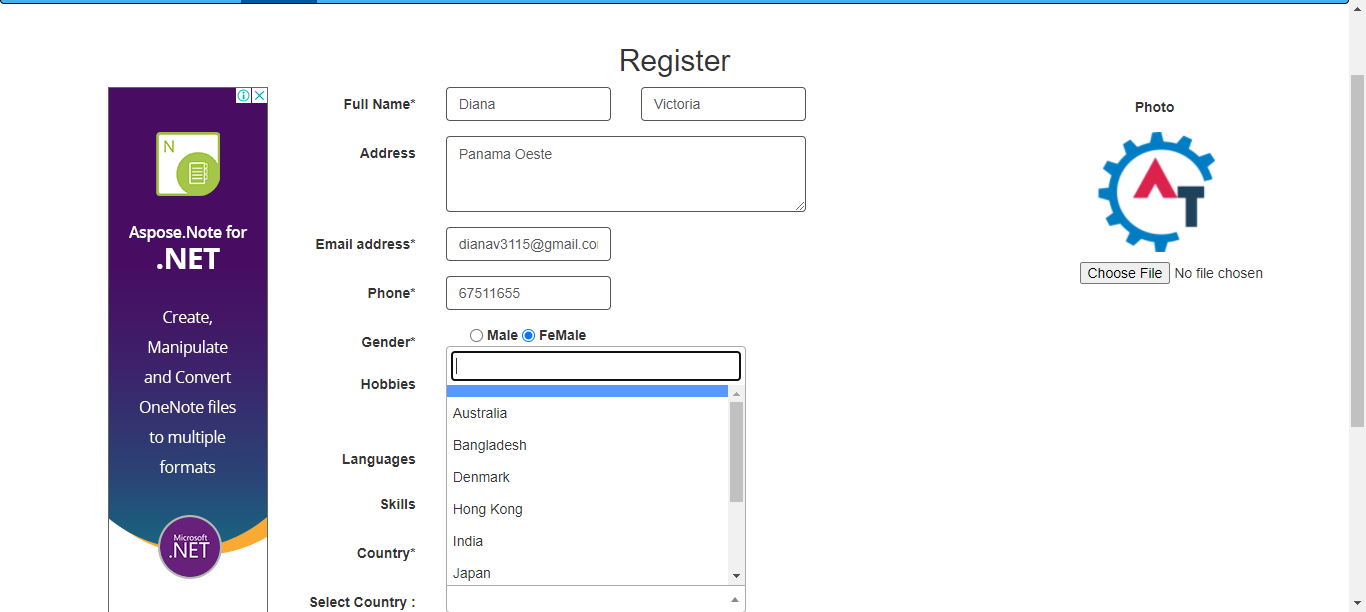 Register
Full Name*
Diana
Victoria
Address
Panama Oeste
Email address*
dianav3115@gmail.co
Phone*
67511655
Gender*
Male FeMale
Hobbies
Australia
Bangladesh
Denmark
Hong Kong
India
Japan
Languages
Skills
Country*
Select Country :
Photo
AT
Choose File No file chosen
N
Aspose.Note for
.NET
Create,
Manipulate
and Convert
OneNote files
to multiple
formats
Microsoft
.NET